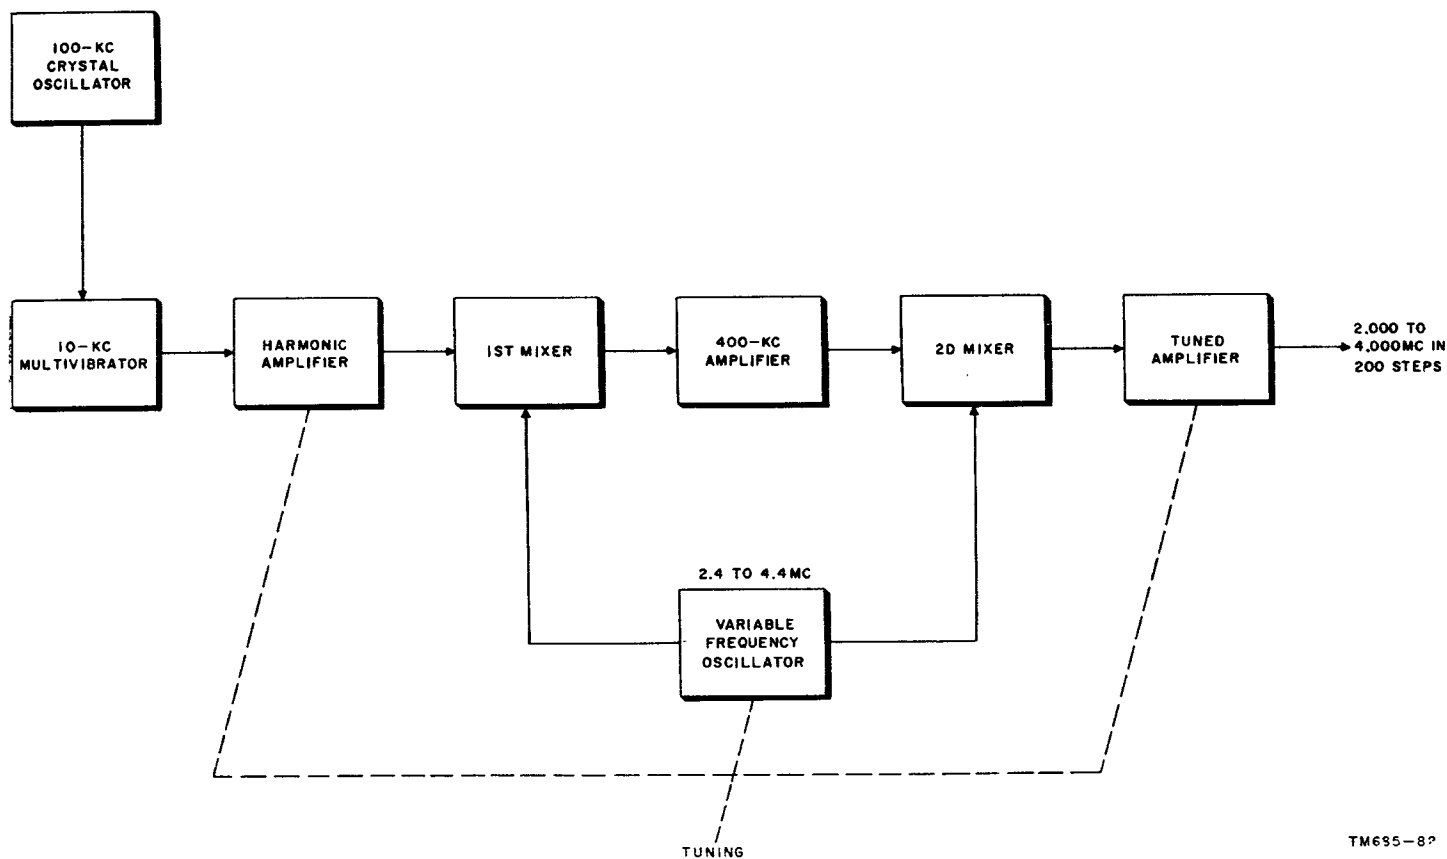 100-KC
CRYSTAL
OSCILLATOR
10-KC
MULTIVIBRATOR
HARMONIC
AMPLIFIER
1ST MIXER
400-KC
AMPLIFIER
2D MIXER
TUNED
AMPLIFIER
2.000 TO
4.000MC IN
200 STEPS
2.4 TO 4.4MC
VARIABLE
FREQUENCY
OSCILLATOR
TUNING